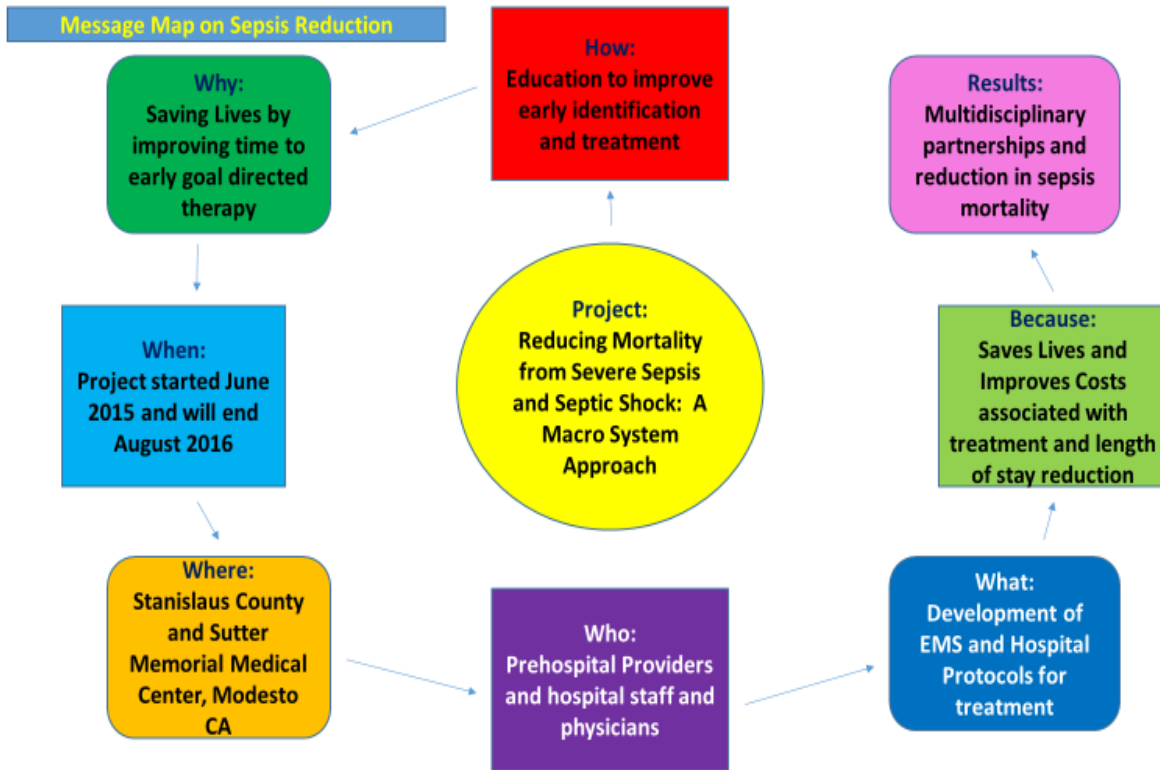 Message Map on Sepsis Reduction
Project:
Reducing Mortality
from Severe Sepsis
and Septic Shock:  A
Macro System
Approach
How:
Education to improve
early identification
and treatment
Why:
Saving Lives by
improving time to
early goal directed
therapy
When:
Project started June
2015 and will end
August 2016
Where:
Stanislaus County
and Sutter
Memorial Medical
Center, Modesto
CA
Who:
Prehospital Providers
and hospital staff and
physicians
What:
Development of
EMS and Hospital
Protocols for
treatment
Because:
Saves Lives and
Improves Costs
associated with
treatment and length
of stay reduction
Results:
Multidisciplinary
partnerships and
reduction in sepsis
mortality